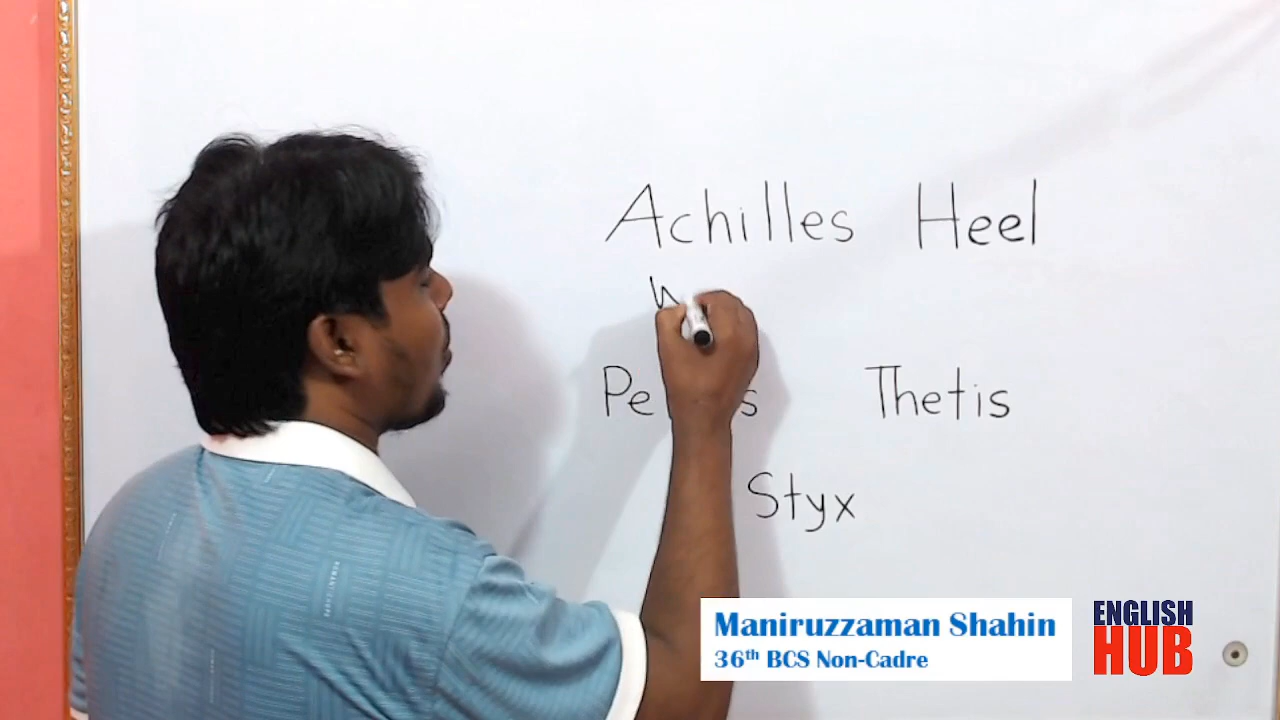 Achilles Heel
Thetis
Styx
Maniruzzaman Shahin
36th BCS Non-Cadre
ENGLISH
HUB